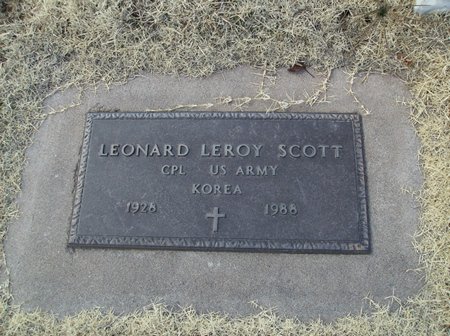 LEONARD LEROY SCOTT
CPL US ARMY
KOREA
1928 1988